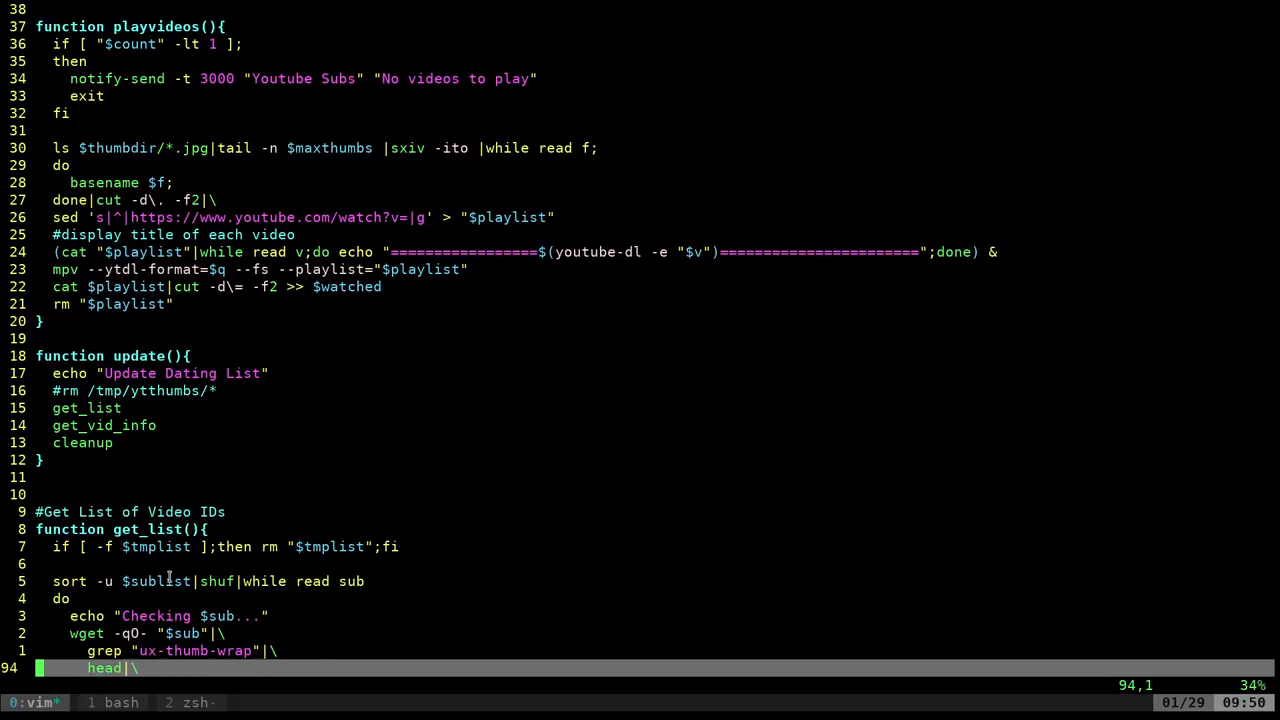 38
37 function playvideos(){
36   if [ "$count" -lt 1 ];
35   then
34     notify-send -t 3000 "Youtube Subs" "No videos to play"
33     exit
32   fi
31
30   ls $thumbdir/*.jpg|tail -n $maxthumbs |sxiv -ito |while read f;
29   do
28     basename $f;
27   done|cut -d\. -f2|\
26   sed 's|^|https://www.youtube.com/watch?v=|g' > "$playlist"
25   #display title of each video
24   (cat "$playlist"|while read v;do echo "=================$(youtube-dl -e "$v")=======================";done) &
23   mpv --ytdl-format=$q --fs --playlist="$playlist"
22   cat $playlist|cut -d\= -f2 >> $watched
21   rm "$playlist"
20 }
19
18 function update(){
17   echo "Update Dating List"
16   #rm /tmp/ytthumbs/*
15   get_list
14   get_vid_info
13   cleanup
12 }
11
10
9 #Get List of Video IDs
8 function get_list(){
7   if [ -f $tmplist ];then rm "$tmplist";fi
6
5   sort -u $sublist|shuf|while read sub
4   do
3     echo "Checking $sub..."
2     wget -qO- "$sub"|\
1       grep "ux-thumb-wrap"|\
94       head|\
94,1 34%
0:vim* 1 bash 2 zsh- 01/29 09:50